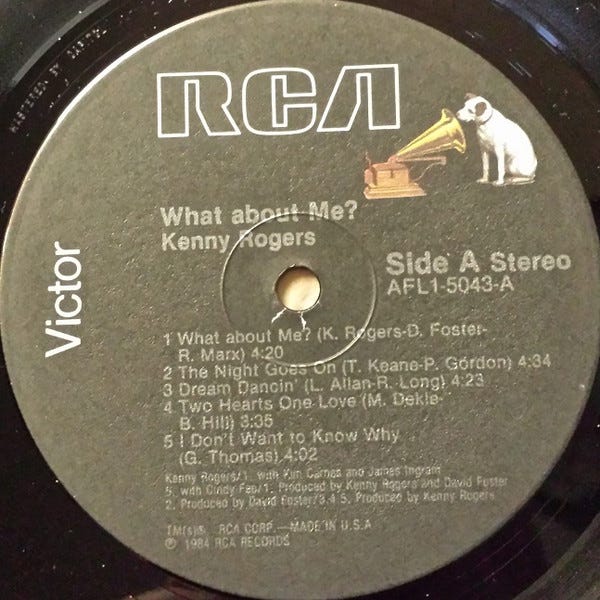 MASTERED BY CAPITOL
RCA
Victor
What about Me?
Kenny Rogers
Side A Stereo
AFL1-5043-A
1 What about Me? (K. Rogers-D. Foster-
R. Marx) 4:20
2 The Night Goes On (T. Keane-P. Gordon) 4:34
3 Dream Dancin' (L. Allan-R. Long) 4:23
4 Two Hearts One Love (M. Dekle-
B. Hill) 3:35
5 I Don't Want to Know Why
(G. Thomas) 4:02
Kenny Rogers/1. with Kim Carnes and James Ingram
5. with Cindy Fee/1. Produced by Kenny Rogers and David Foster
2. Produced by David Foster/3.4 5. Produced by Kenny Rogers
TM(s)®. RCA CORP.—MADE IN U.S.A
℗ 1984 RCA RECORDS